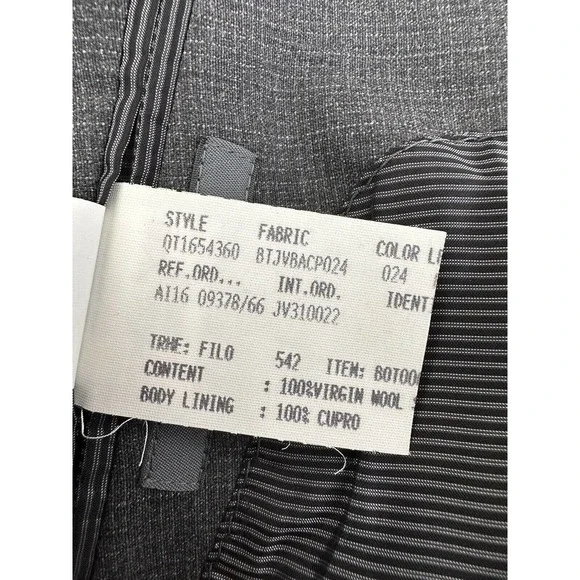 STYLE FABRIC COLOR
QT1654360 BTJVBACP024 024
REF.ORD... INT.ORD. IDENT
AI16 09378/66 JV310022
TRHF: FILO 542 ITEM:
CONTENT : 100%VIRGIN WOOL
BODY LINING : 100% CUPRO